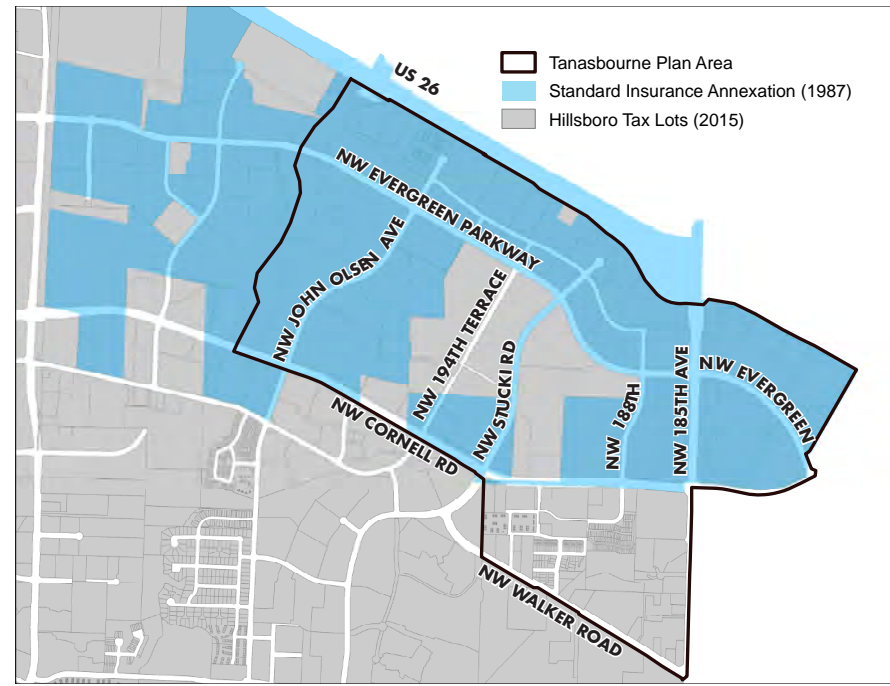 US 26
Tanasbourne Plan Area
Standard Insurance Annexation (1987)
Hillsboro Tax Lots (2015)
NW EVERGREEN PARKWAY
NW JOHN OLSEN AVE
NW 194TH TERRACE
NW STUCKI RD
NW 188TH
NW 185TH AVE
NW EVERGREEN
NW CORNELL RD
NW WALKER ROAD